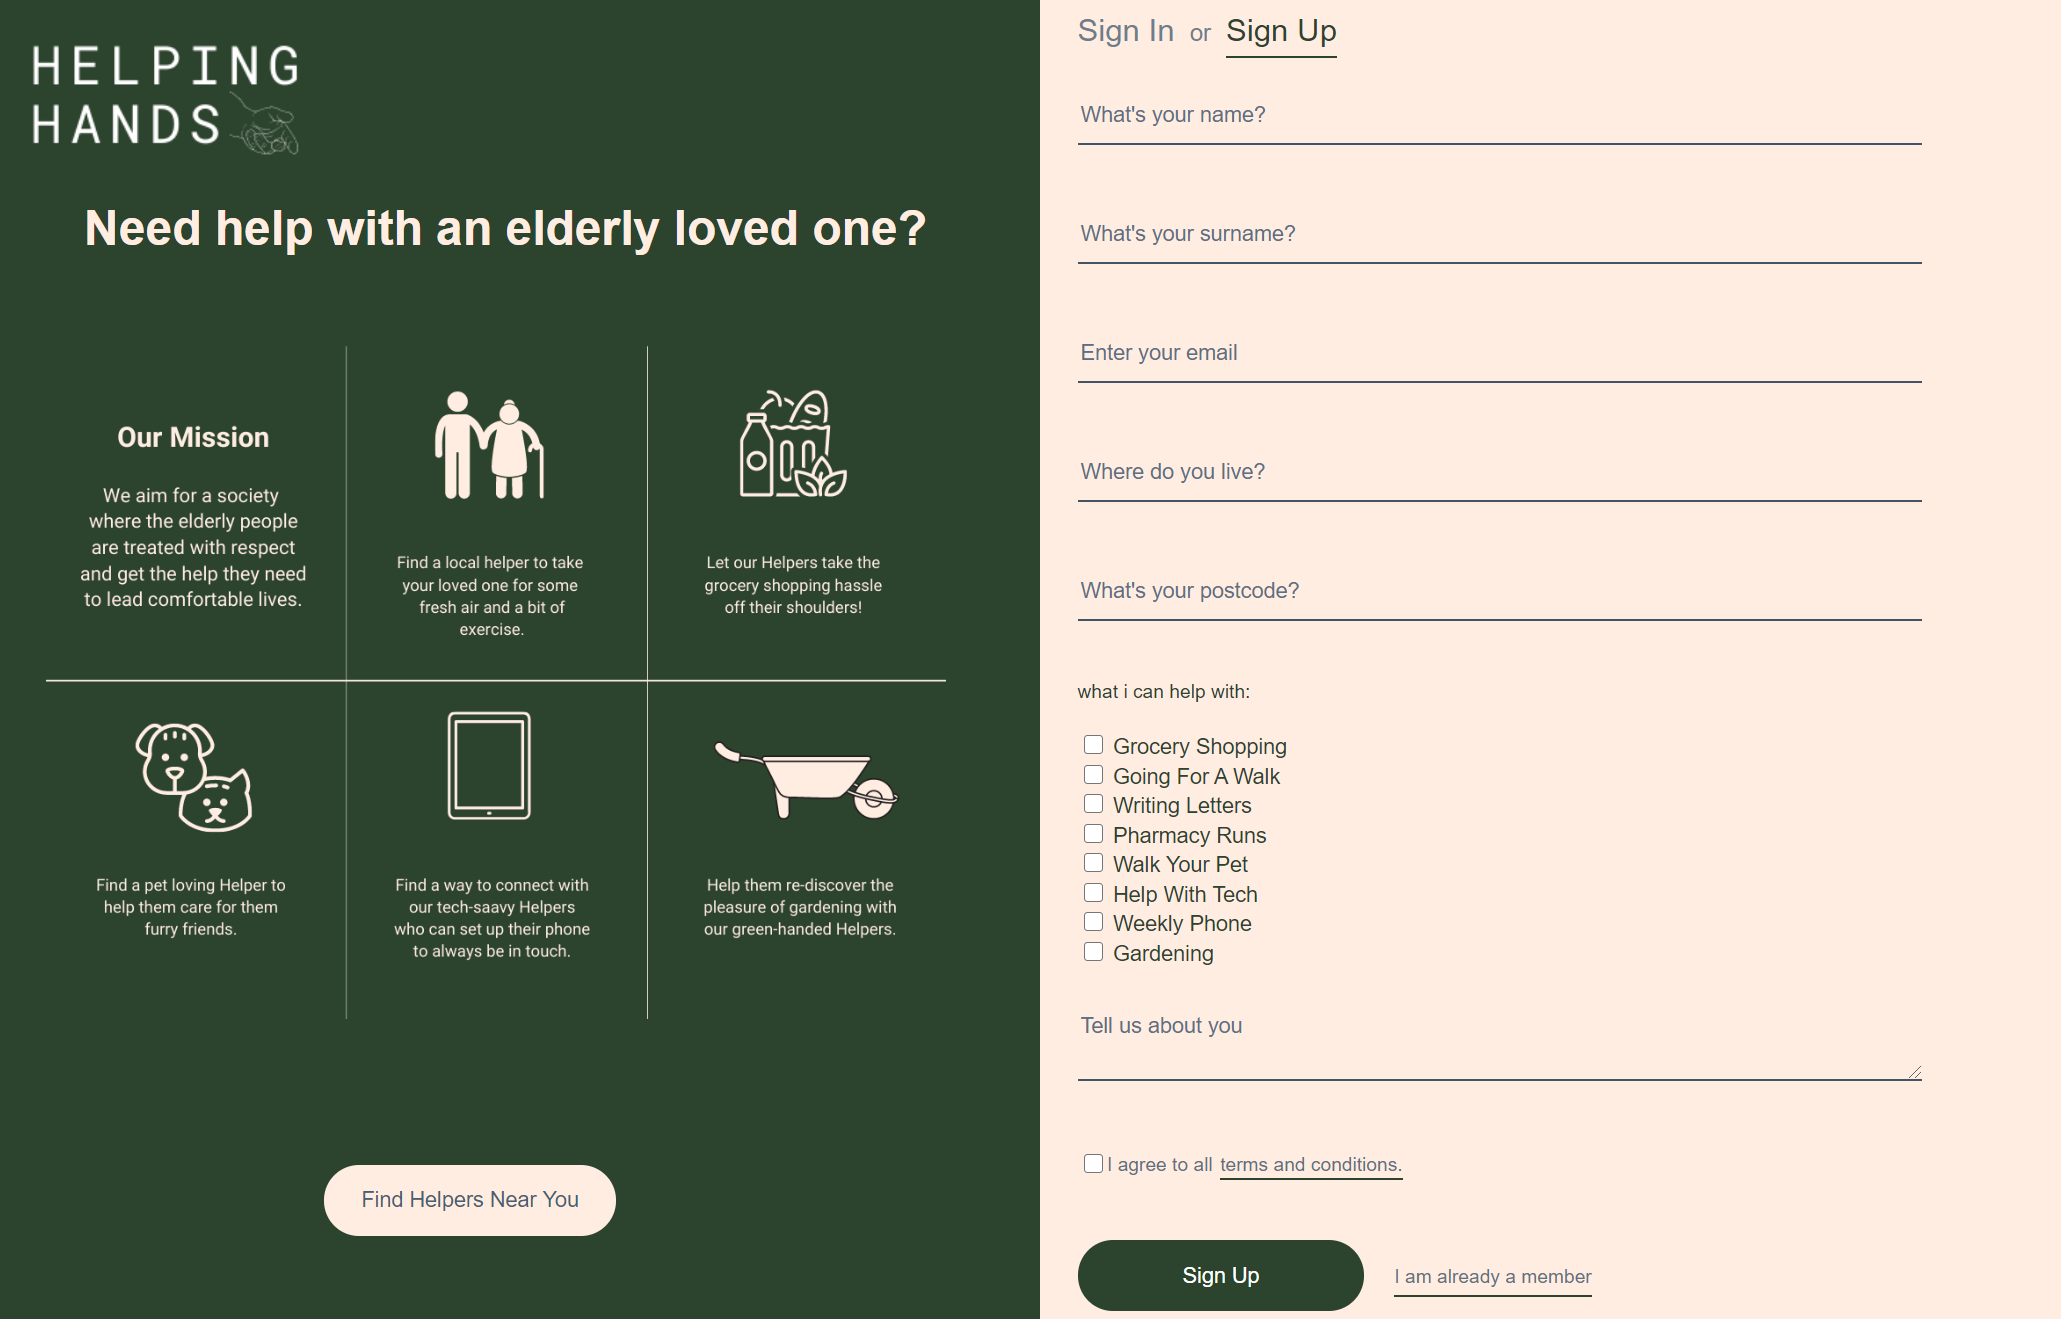 HELPING
HANDS
Need help with an elderly loved one?
Our Mission
We aim for a society
where the elderly people
are treated with respect
and get the help they need
to lead comfortable lives.
Find a local helper to take
your loved one for some
fresh air and a bit of
exercise.
Let our Helpers take the
grocery shopping hassle
off their shoulders!
Find a pet loving Helper to
help them care for them
furry friends.
Find a way to connect with
our tech-saavy Helpers
who can set up their phone
to always be in touch.
Help them re-discover the
pleasure of gardening with
our green-handed Helpers.
Find Helpers Near You
Sign In or Sign Up
What's your name?
What's your surname?
Enter your email
Where do you live?
What's your postcode?
what i can help with:
Grocery Shopping
Going For A Walk
Writing Letters
Pharmacy Runs
Walk Your Pet
Help With Tech
Weekly Phone
Gardening
Tell us about you
I agree to all terms and conditions.
Sign Up
I am already a member